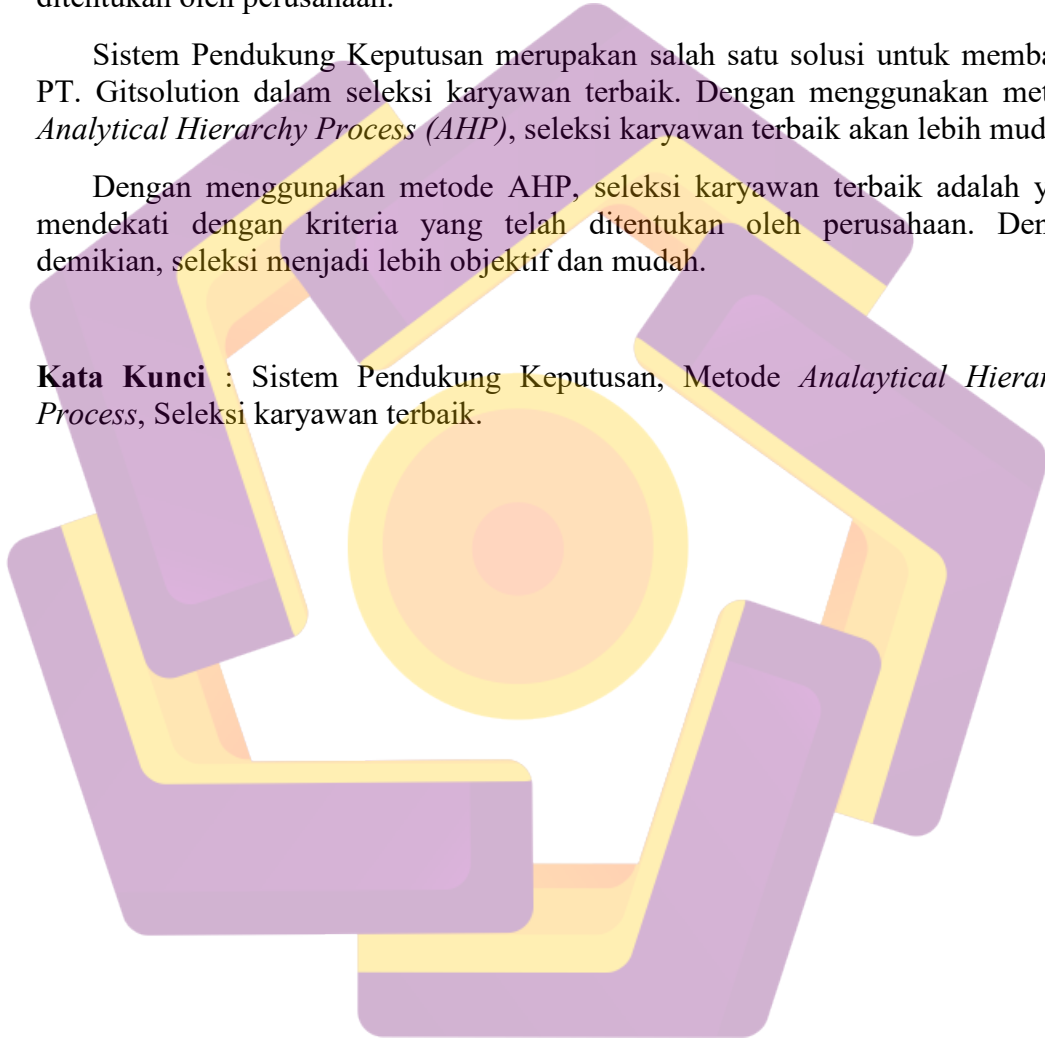 ditentukan oleh perusahaan.
Sistem Pendukung Keputusan merupakan salah satu solusi untuk memba
PT. Gitsolution dalam seleksi karyawan terbaik. Dengan menggunakan met
Analytical Hierarchy Process (AHP), seleksi karyawan terbaik akan lebih mud
Dengan menggunakan metode AHP, seleksi karyawan terbaik adalah y
mendekati dengan kriteria yang telah ditentukan oleh perusahaan. Den
demikian, seleksi menjadi lebih objektif dan mudah.
Kata Kunci : Sistem Pendukung Keputusan, Metode Analaytical Hierar
Process, Seleksi karyawan terbaik.